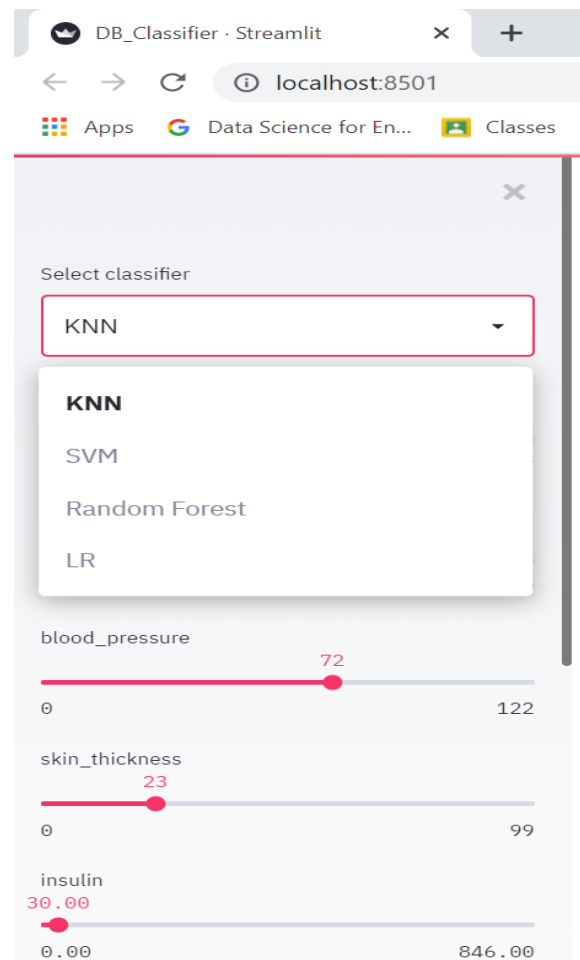 DB_Classifier · Streamlit
localhost:8501
Apps Data Science for En... Classes
Select classifier
KNN
KNN
SVM
Random Forest
LR
blood_pressure
72
0 122
skin_thickness
23
0 99
insulin
30.00
0.00 846.00